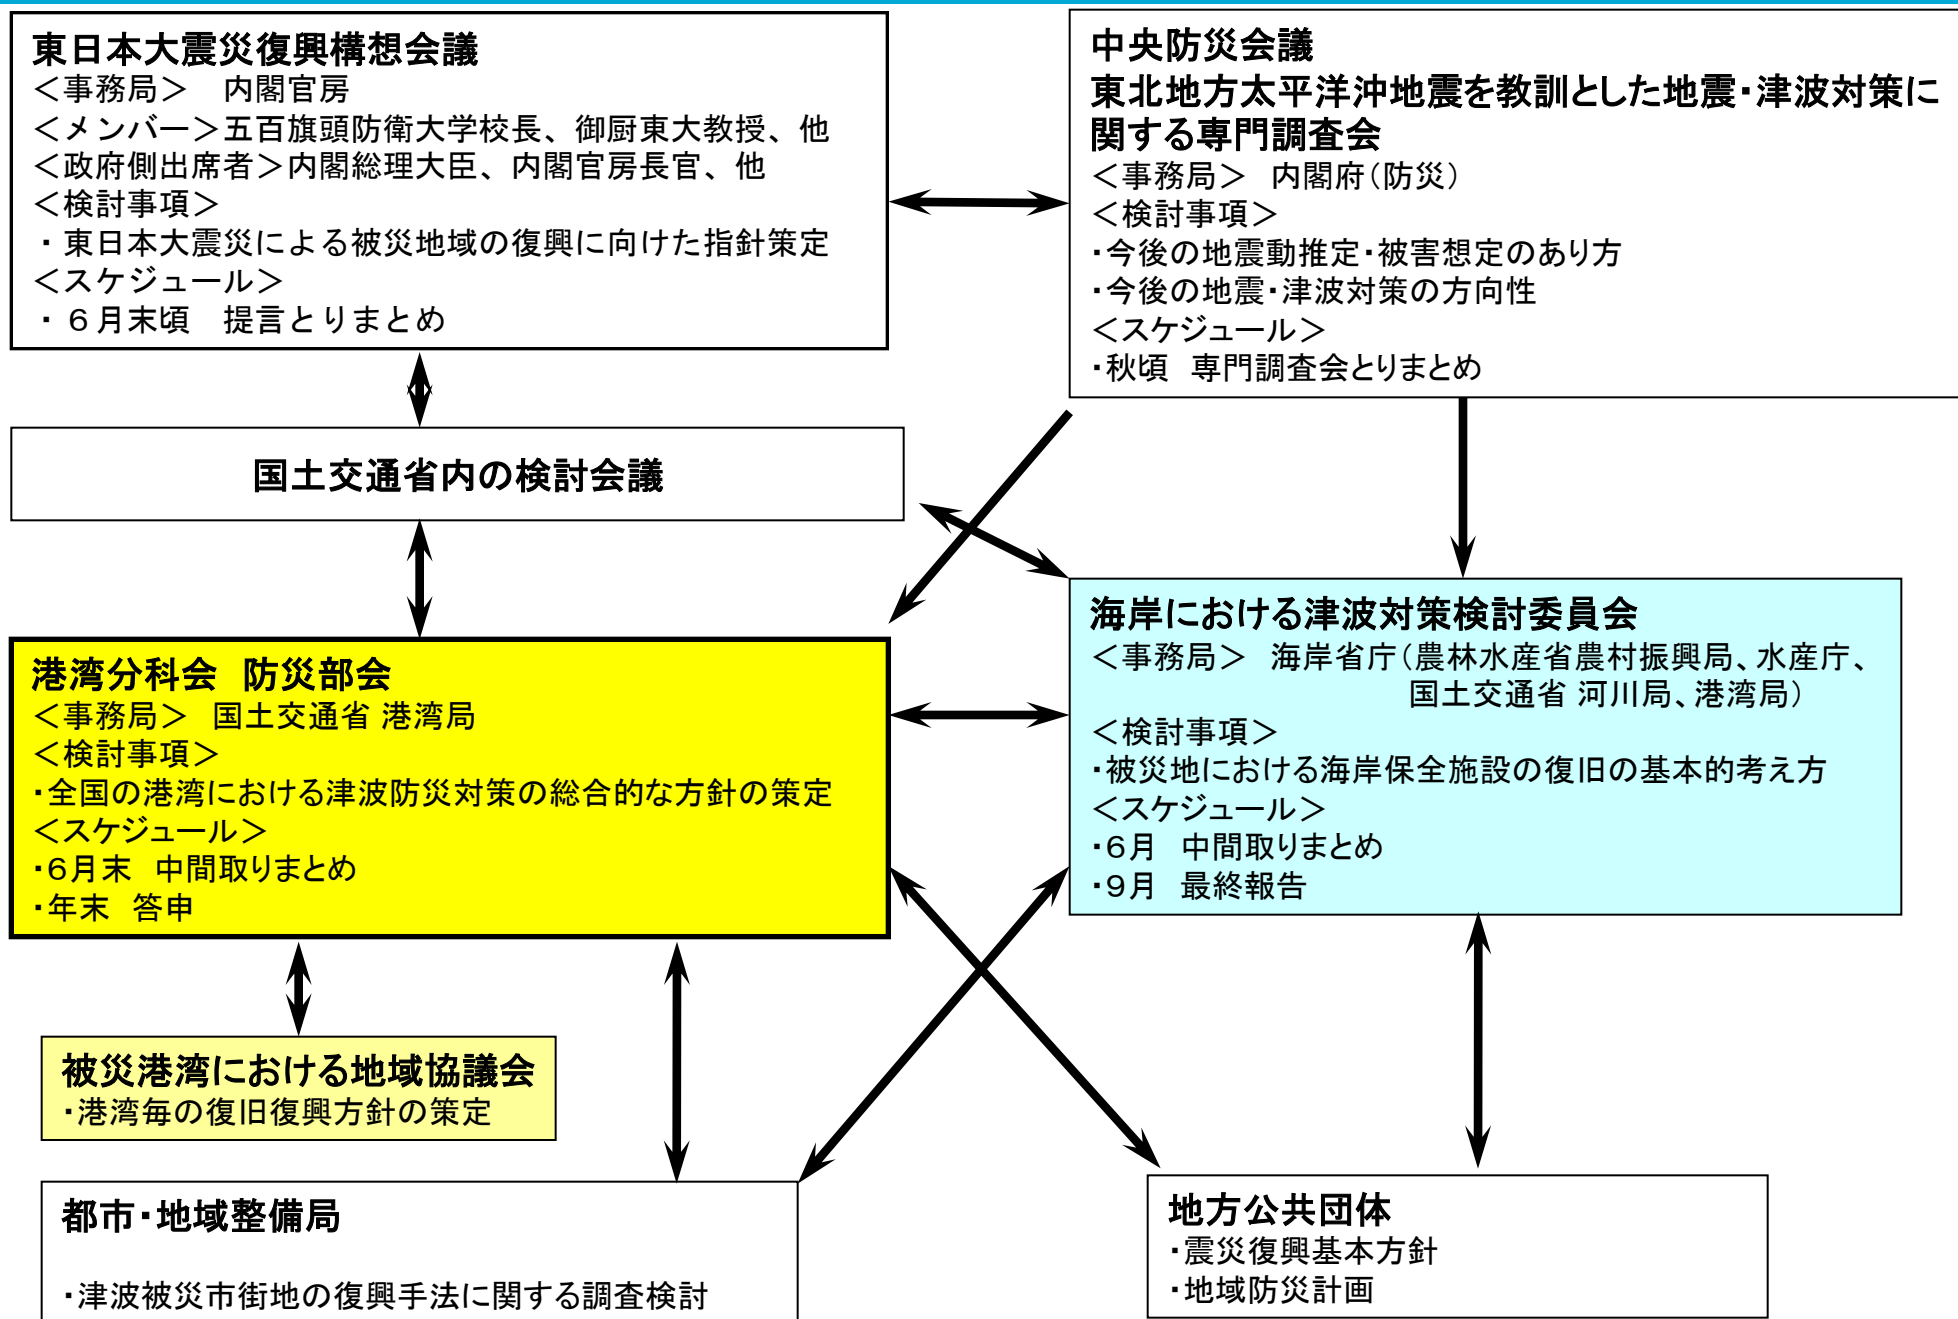 東日本大震災復興構想会議
＜事務局＞　内閣官房
＜メンバー＞五百旗頭防衛大学校長、御厨東大教授、他
＜政府側出席者＞内閣総理大臣、内閣官房長官、他
＜検討事項＞
・東日本大震災による被災地域の復興に向けた指針策定
＜スケジュール＞
・６月末頃　提言とりまとめ
中央防災会議
東北地方太平洋沖地震を教訓とした地震・津波対策に
関する専門調査会
＜事務局＞　内閣府（防災）
＜検討事項＞
・今後の地震動推定・被害想定のあり方
・今後の地震・津波対策の方向性
＜スケジュール＞
・秋頃　専門調査会とりまとめ
国土交通省内の検討会議
港湾分科会　防災部会
＜事務局＞　国土交通省 港湾局
＜検討事項＞
・全国の港湾における津波防災対策の総合的な方針の策定
＜スケジュール＞
・６月末　中間取りまとめ
・年末　答申
海岸における津波対策検討委員会
＜事務局＞　海岸省庁（農林水産省農村振興局、水産庁、
国土交通省 河川局、港湾局）
＜検討事項＞
・被災地における海岸保全施設の復旧の基本的考え方
＜スケジュール＞
・６月　中間取りまとめ
・９月　最終報告
被災港湾における地域協議会
・港湾毎の復旧復興方針の策定
都市・地域整備局
・津波被災市街地の復興手法に関する調査検討
地方公共団体
・震災復興基本方針
・地域防災計画